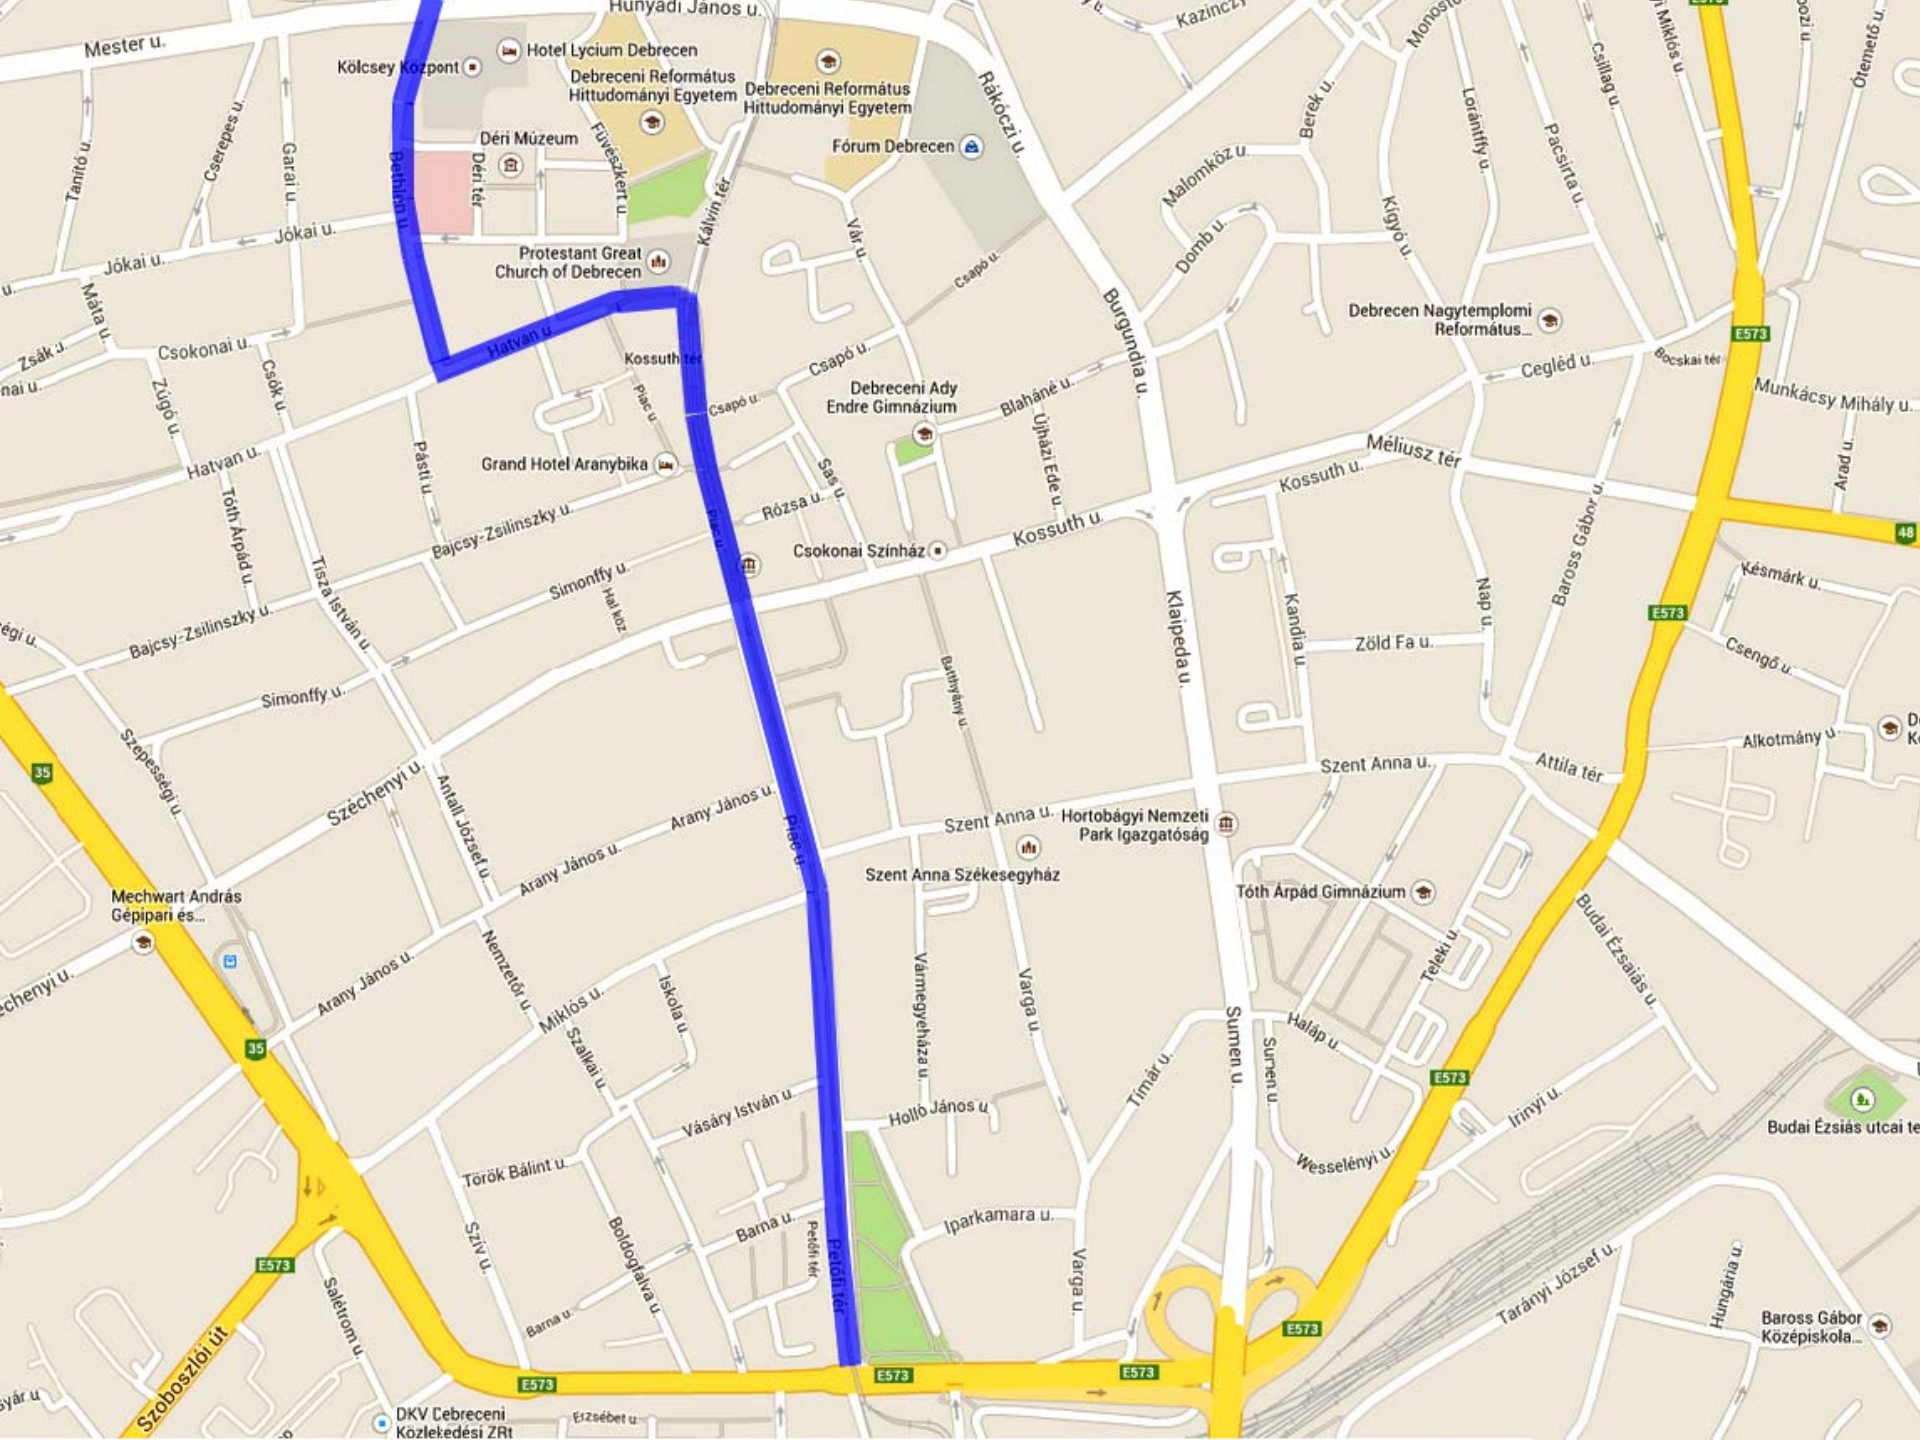 Hunyadi János u.
Kazinczy
Mester u.
Kölcsey Központ
Hotel Lycium Debrecen
Debreceni Református
Hittudományi Egyetem
Debreceni Református
Hittudományi Egyetem
Fórum Debrecen
Rákóczi u.
Berek u.
Lorántffy u.
Csillag u.
Pacsirta u.
Ótemető u.
Tanító u.
Cserepes u.
Garai u.
Bethlen u.
Déri tér
Déri Múzeum
Füvészkert u.
Kálvin tér
Malomköz u.
Domb u.
Kígyó u.
Jókai u.
Jókai u.
Protestant Great
Church of Debrecen
Vár u.
Csapó u.
Burgundia u.
Debrecen Nagytemplomi
Református...
E573
Máta u.
Zsák u.
Csokonai u.
Csók u.
Zúgó u.
Hatvan u.
Kossuth tér
Piac u.
Csapó u.
Csapó u.
Debreceni Ady
Endre Gimnázium
Blaháné u.
Újházi Ede u.
Cegléd u.
Bocskai tér
Munkácsy Mihály u.
Arad u.
Hatvan u.
Pásti u.
Grand Hotel Aranybika
Sas u.
Rózsa u.
Méliusz tér
Kossuth u.
48
Tóth Árpád u.
Bajcsy-Zsilinszky u.
Piac u.
Csokonai Színház
Kossuth u.
Baross Gábor u.
Késmárk u.
Tisza István u.
Simonffy u.
Hal köz
Klaipeda u.
Kandia u.
Nap u.
Zöld Fa u.
E573
Csengő u.
Bajcsy-Zsilinszky u.
Simonffy u.
Batthyány u.
Alkotmány u
35
Szepességi u.
Széchenyi u.
Antall József u.
Arany János u.
Piac u.
Szent Anna u.
Szent Anna u.
Attila tér
Hortobágyi Nemzeti
Park Igazgatóság
Szent Anna Székesegyház
Tóth Árpád Gimnázium
Mechwart András
Gépipari és...
Arany János u.
Arany János u.
Nemzetőr u.
Miklós u.
Iskola u.
Szalkai u.
Vármegyeháza u.
Varga u.
Sumen u.
Sumen u.
Haláp u.
Teleki u.
Budai Ézsaiás u.
35
E573
Tímár u.
Vásáry István u.
Holló János u
Irinyi u.
Wesselényi u.
Budai Ézsiás utcai te
Török Bálint u.
Szív u.
Boldogfalva u.
Barna u.
Petőfi tér
Petőfi tér
Iparkamara u.
Varga u.
E573
Salétrom u.
Barna u.
Tarányi József u.
Hungária u.
Baross Gábor
Középiskola...
E573
E573
E573
E573
Szoboszlói út
DKV Debreceni
Közlekedési ZRt
Erzsébet u.